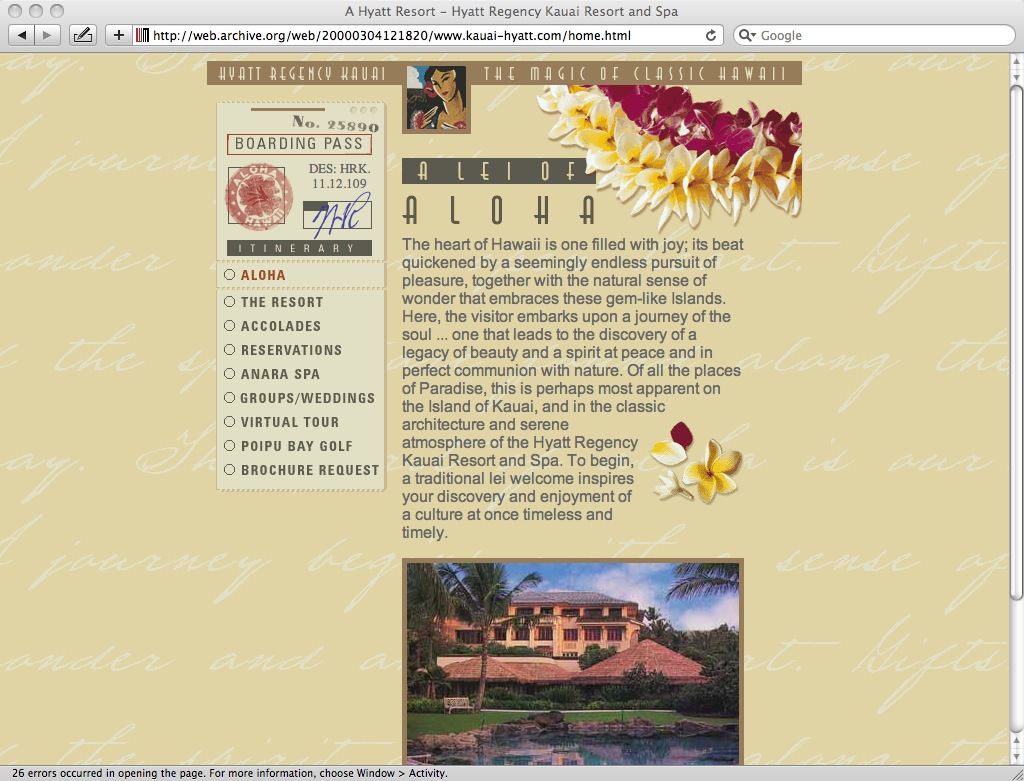 A Hyatt Resort – Hyatt Regency Kauai Resort and Spa
http://web.archive.org/web/20000304121820/www.kauai-hyatt.com/home.html
Google
HYATT REGENCY KAUAI
THE MAGIC OF CLASSIC HAWAII
No. 25890
BOARDING PASS
ALOHA
HAWAII
DES: HRK.
11.12.109
ITINERARY
ALOHA
THE RESORT
ACCOLADES
RESERVATIONS
ANARA SPA
GROUPS/WEDDINGS
VIRTUAL TOUR
POIPU BAY GOLF
BROCHURE REQUEST
A LEI OF
ALOHA
The heart of Hawaii is one filled with joy; its beat
quickened by a seemingly endless pursuit of
pleasure, together with the natural sense of
wonder that embraces these gem-like Islands.
Here, the visitor embarks upon a journey of the
soul ... one that leads to the discovery of a
legacy of beauty and a spirit at peace and in
perfect communion with nature. Of all the places
of Paradise, this is perhaps most apparent on
the Island of Kauai, and in the classic
architecture and serene
atmosphere of the Hyatt Regency
Kauai Resort and Spa. To begin,
a traditional lei welcome inspires
your discovery and enjoyment of
a culture at once timeless and
timely.
26 errors occurred in opening the page. For more information, choose Window > Activity.